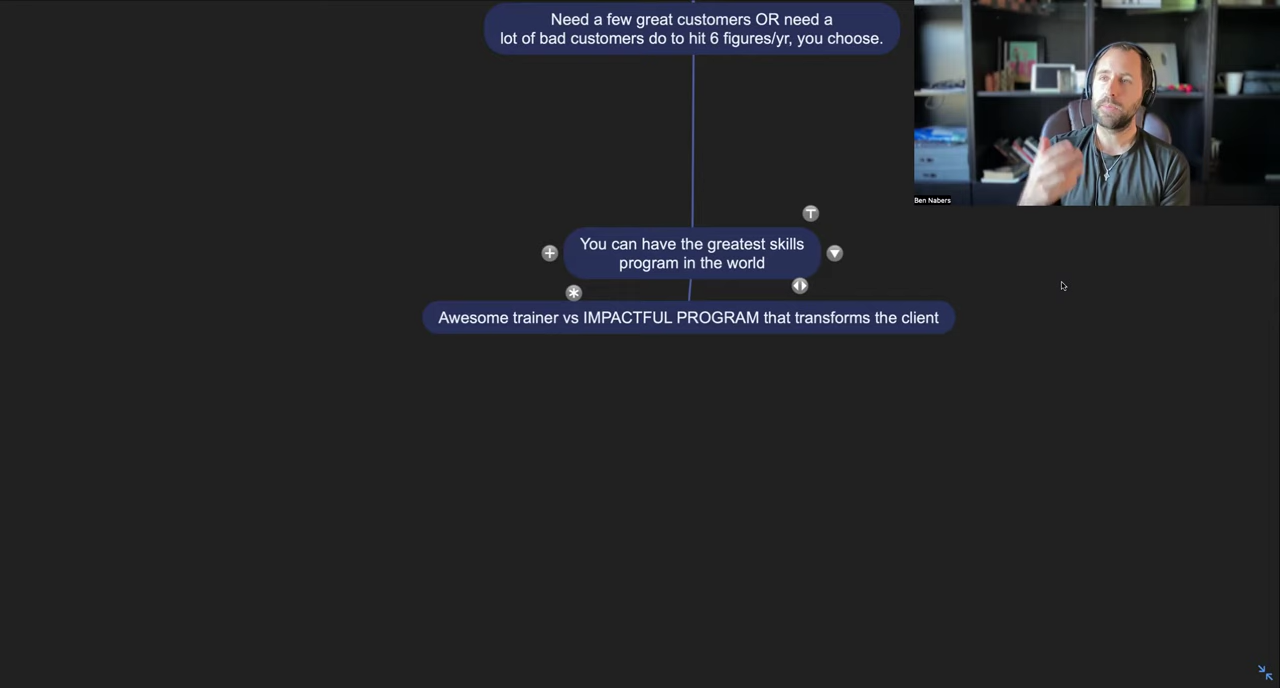 Need a few great customers OR need a
lot of bad customers do to hit 6 figures/yr, you choose.
Ben Nabers
You can have the greatest skills
program in the world
Awesome trainer vs IMPACTFUL PROGRAM that transforms the client